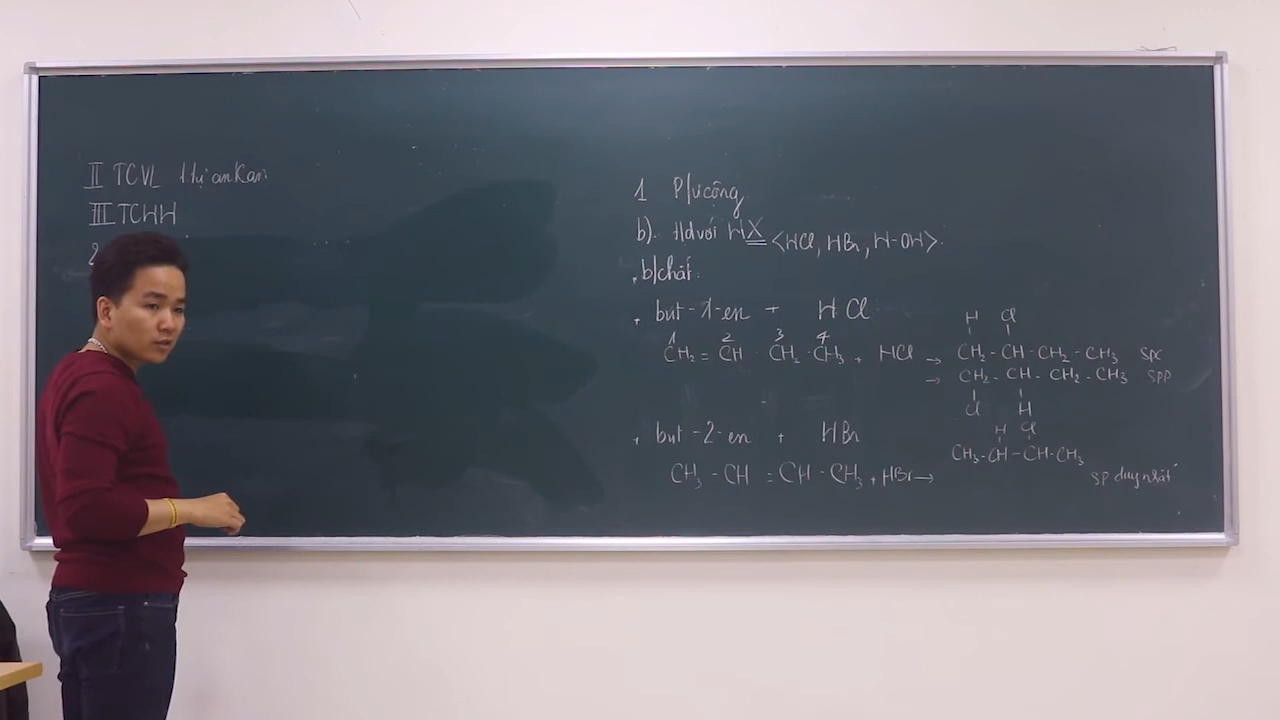 II TCVL tương tự ankan
III TCHH
2
1 P/ư cộng
b). T/d với HX <HCl, HBr, H-OH>.
b/chất:
+ but-1-en + HCl
1 2 3 4
H Cl
CH2 = CH - CH2 - CH3 + HCl → CH2 - CH - CH2 - CH3 SPC
→ CH2 - CH - CH2 - CH3 SPP
Cl H
+ but-2-en + HBr
H Cl
CH3-CH-CH-CH3
CH3 - CH = CH - CH3 + HBr →
SP duy nhất